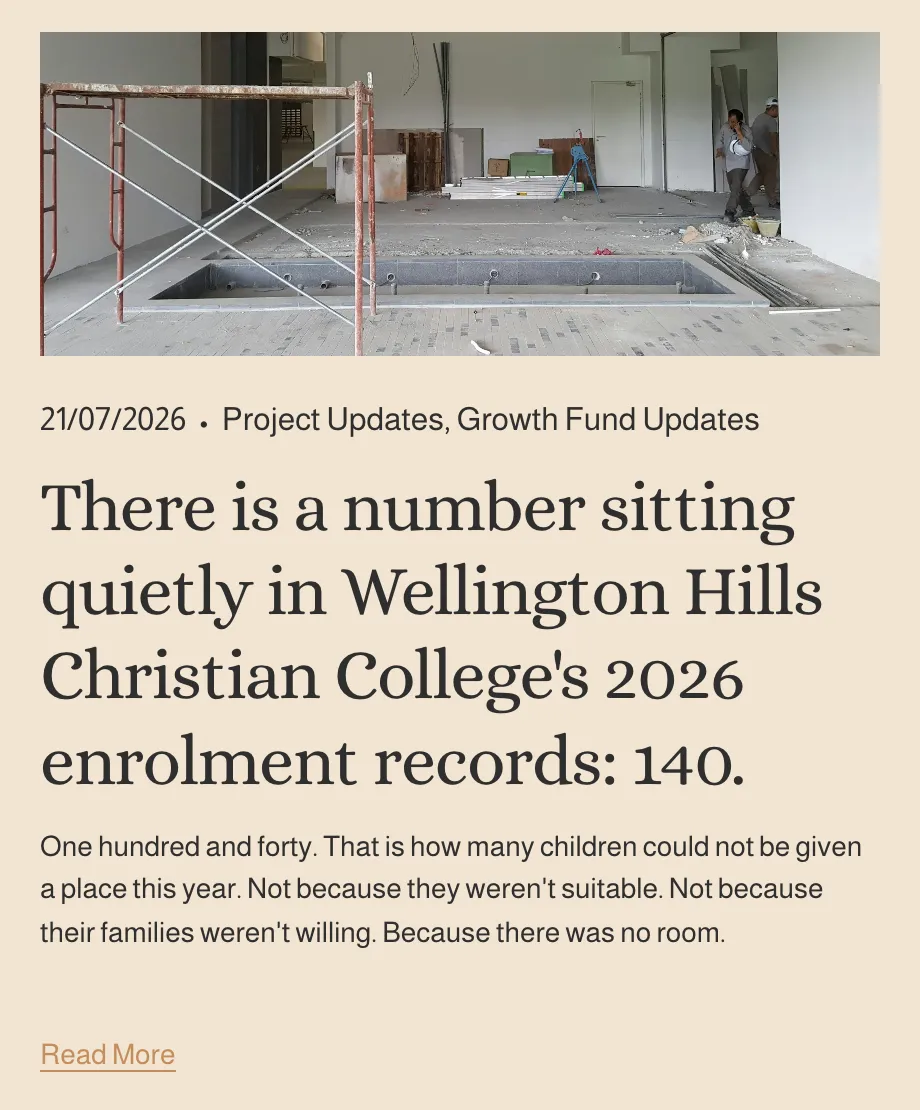 21/07/2026 • Project Updates, Growth Fund Updates
There is a number sitting
quietly in Wellington Hills
Christian College's 2026
enrolment records: 140.
One hundred and forty. That is how many children could not be given
a place this year. Not because they weren't suitable. Not because
their families weren't willing. Because there was no room.
Read More